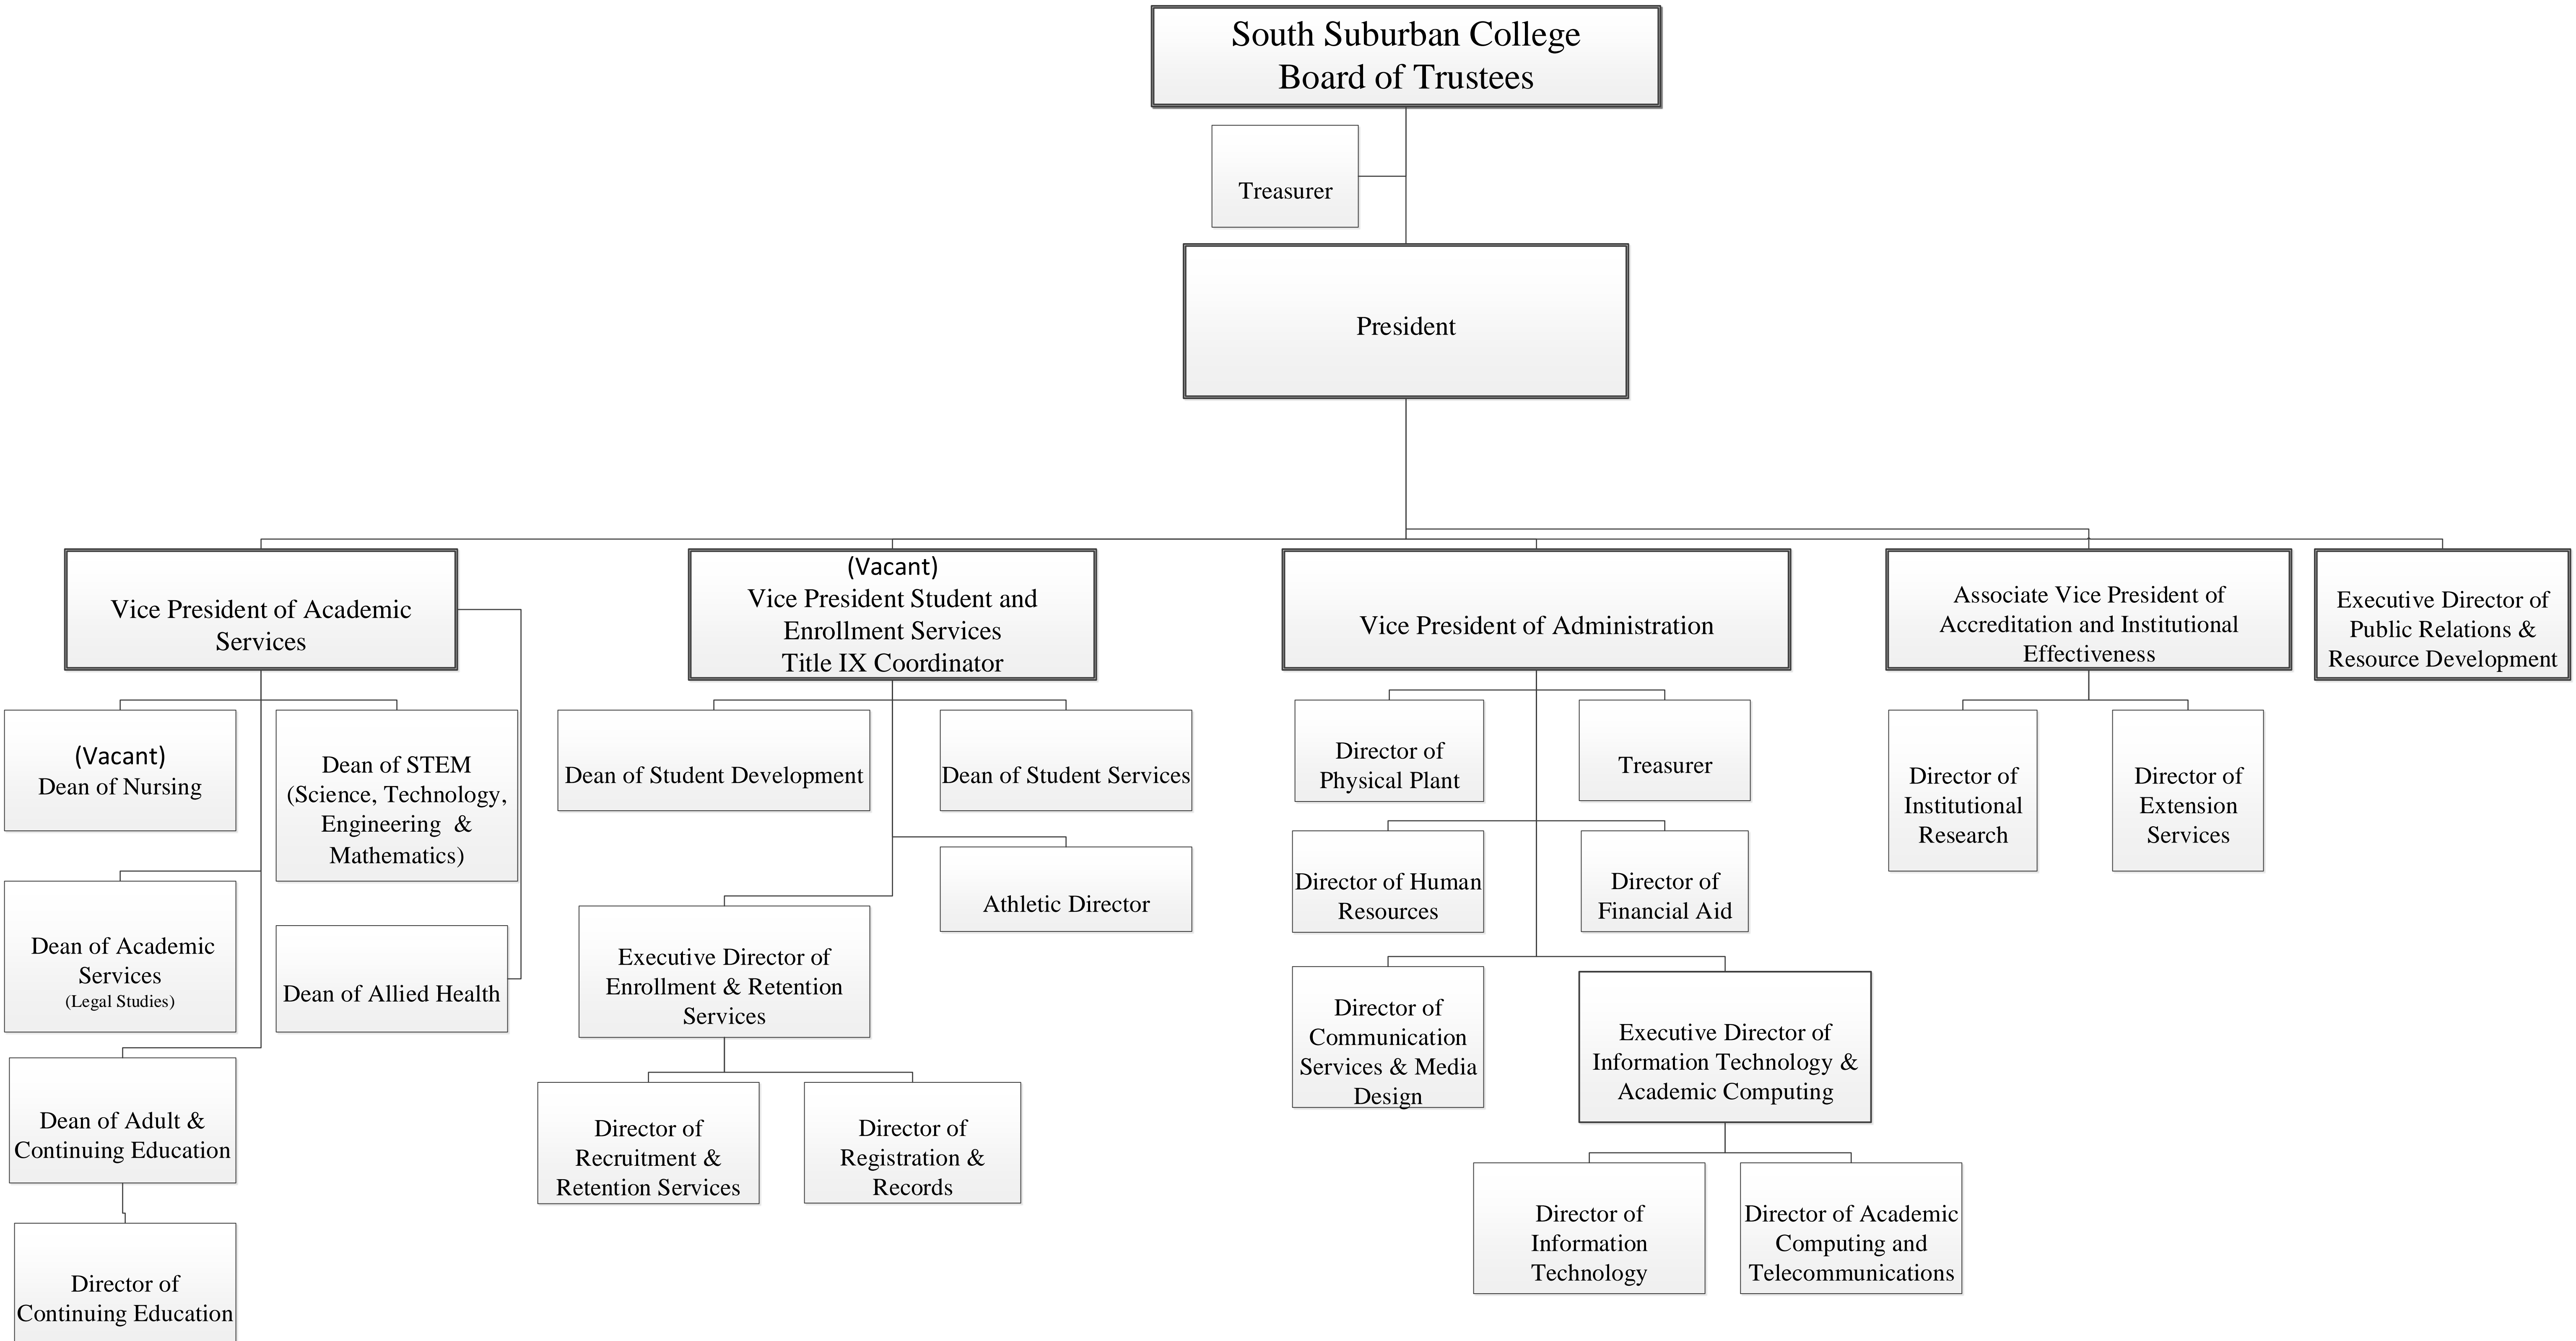 South Suburban College
Board of Trustees
Treasurer
President
Vice President of Academic
Services
(Vacant)
Vice President Student and
Enrollment Services
Title IX Coordinator
Vice President of Administration
Associate Vice President of
Accreditation and Institutional
Effectiveness
Executive Director of
Public Relations &
Resource Development
(Vacant)
Dean of Nursing
Dean of STEM
(Science, Technology,
Engineering &
Mathematics)
Dean of Academic
Services
(Legal Studies)
Dean of Allied Health
Dean of Adult &
Continuing Education
Director of
Continuing Education
Dean of Student Development
Dean of Student Services
Athletic Director
Executive Director of
Enrollment & Retention
Services
Director of
Recruitment &
Retention Services
Director of
Registration &
Records
Director of
Physical Plant
Treasurer
Director of Human
Resources
Director of
Financial Aid
Director of
Communication
Services & Media
Design
Executive Director of
Information Technology &
Academic Computing
Director of
Information
Technology
Director of Academic
Computing and
Telecommunications
Director of
Institutional
Research
Director of
Extension
Services